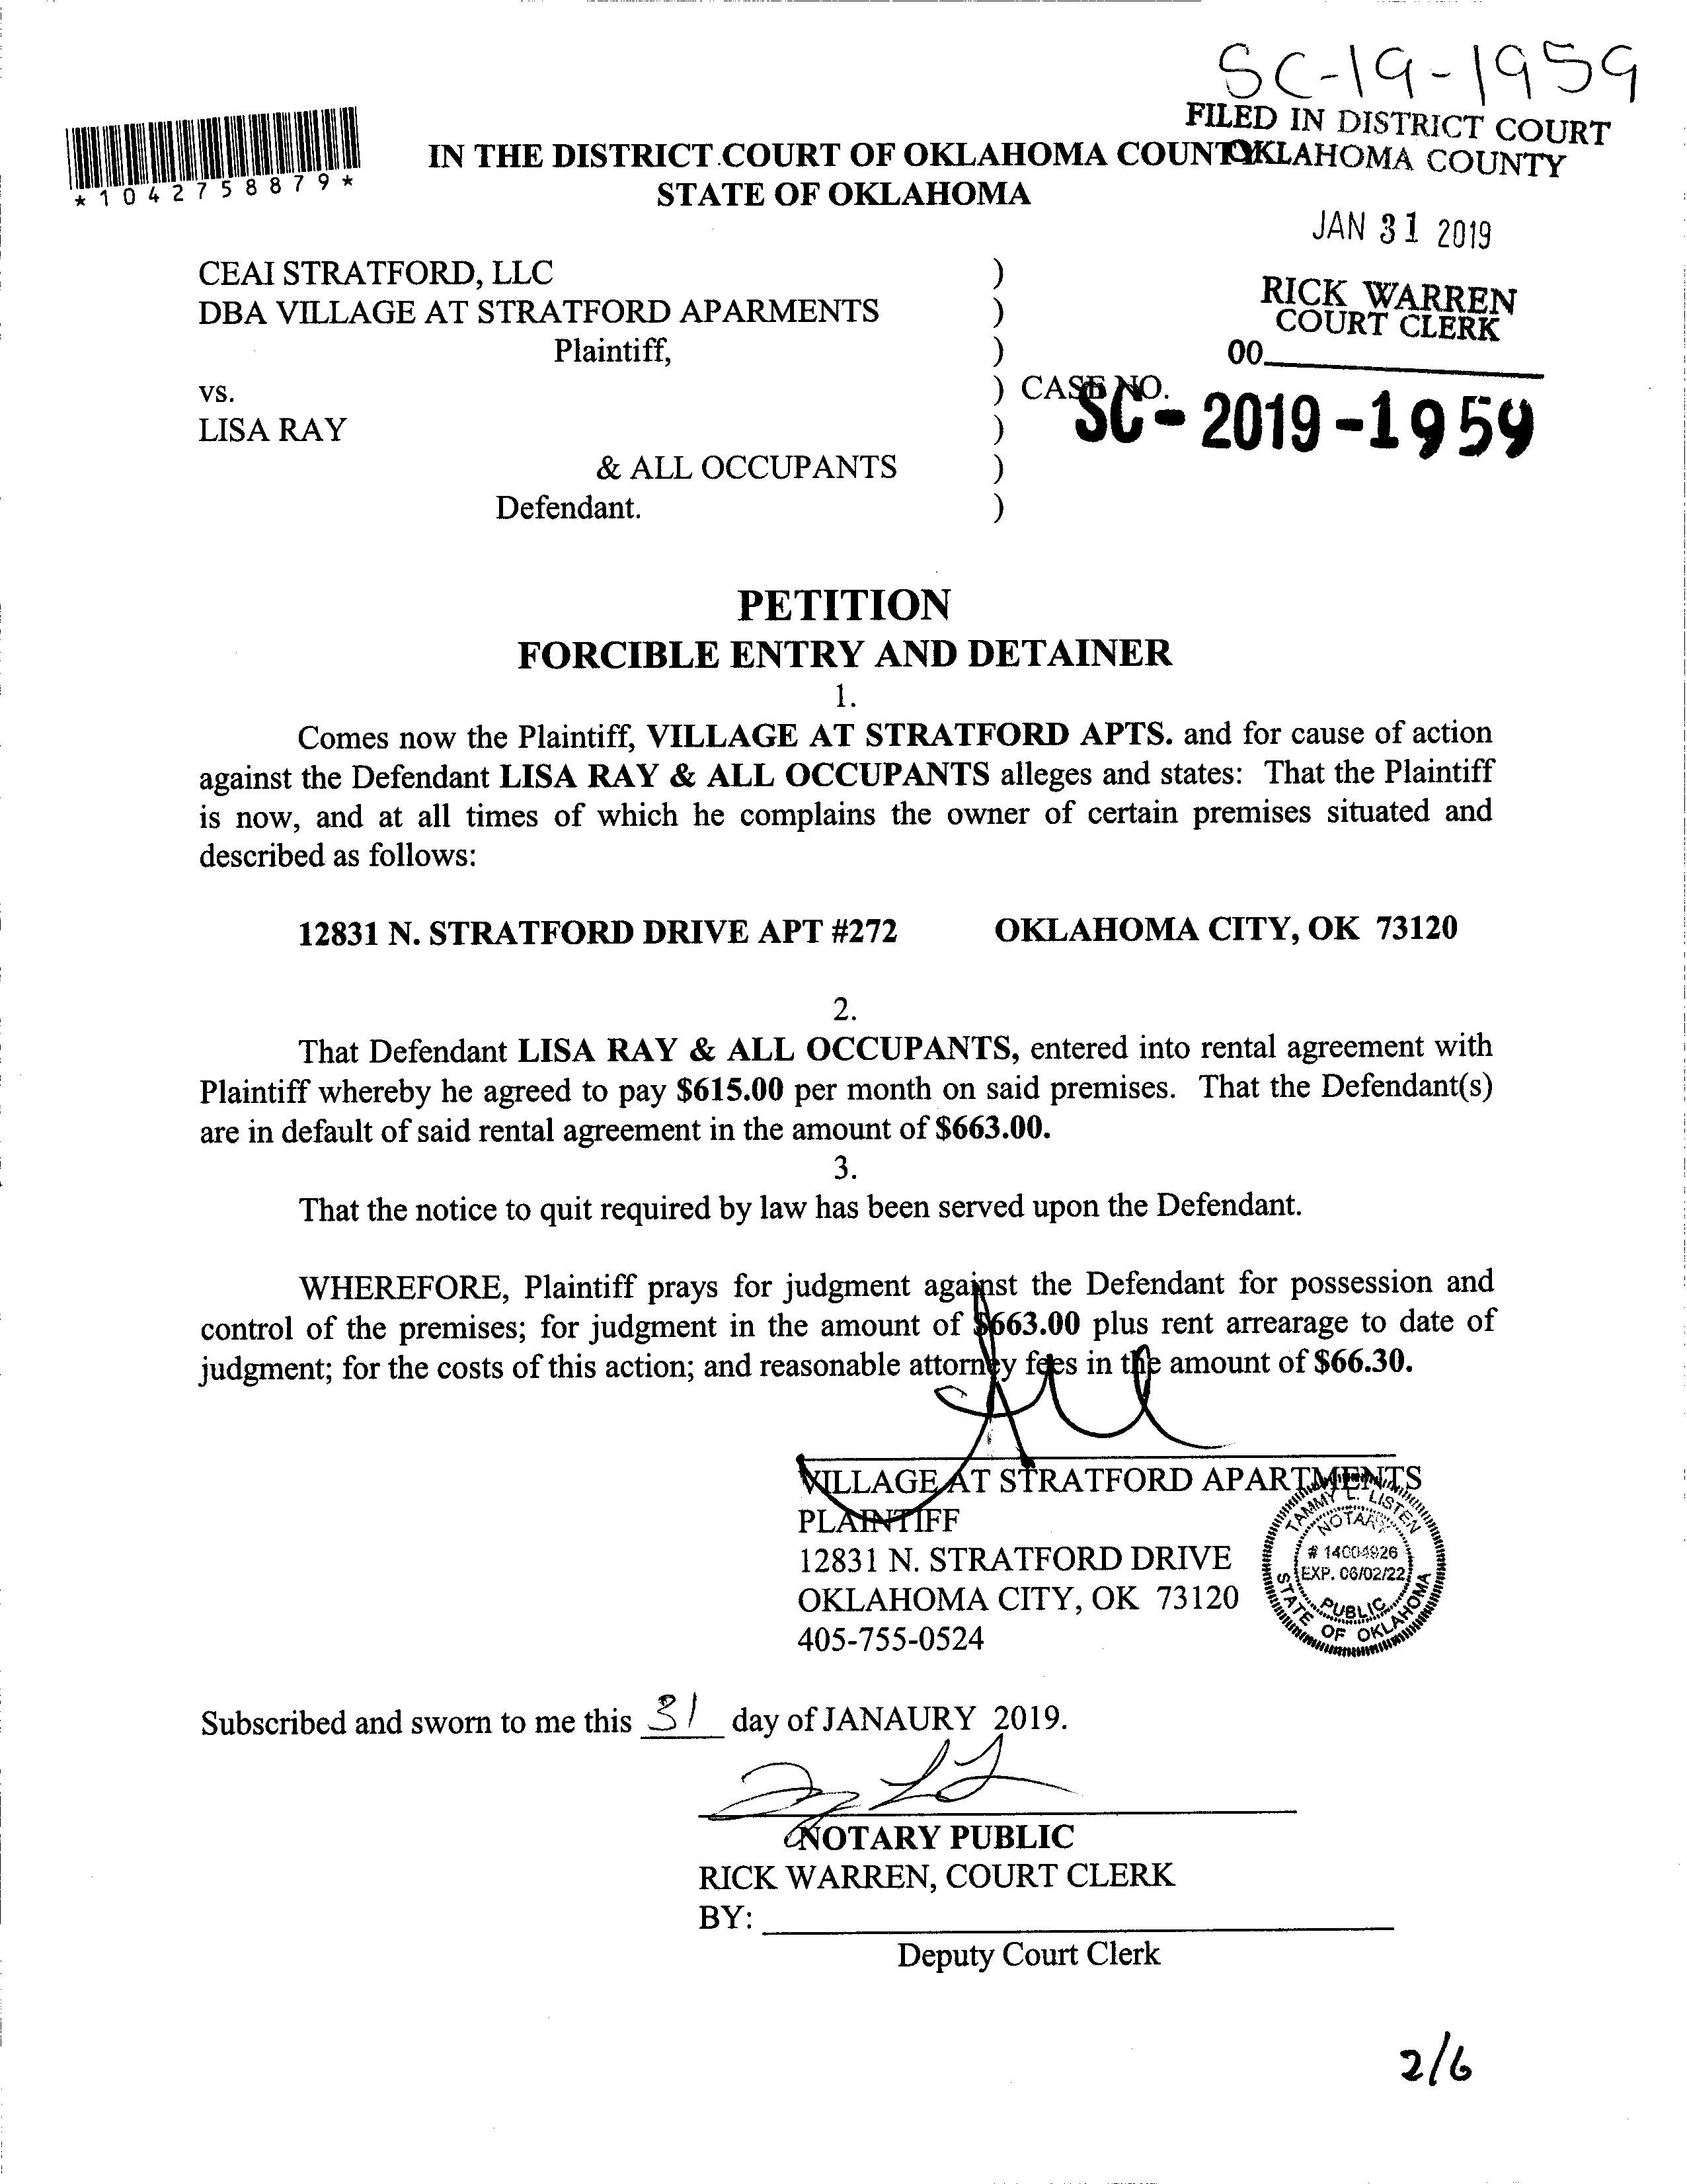 SC-19-1959
FILED IN DISTRICT COURT
OKLAHOMA COUNTY
*1042758879*
IN THE DISTRICT COURT OF OKLAHOMA COUNTY
STATE OF OKLAHOMA
JAN 31 2019
CEAI STRATFORD, LLC )
DBA VILLAGE AT STRATFORD APARMENTS )
Plaintiff, )
RICK WARREN
COURT CLERK
00
vs. ) CASE NO.
SC-2019-1959
LISA RAY )
& ALL OCCUPANTS )
Defendant. )
PETITION
FORCIBLE ENTRY AND DETAINER
1.
Comes now the Plaintiff, VILLAGE AT STRATFORD APTS. and for cause of action
against the Defendant LISA RAY & ALL OCCUPANTS alleges and states: That the Plaintiff
is now, and at all times of which he complains the owner of certain premises situated and
described as follows:
12831 N. STRATFORD DRIVE APT #272 OKLAHOMA CITY, OK 73120
2.
That Defendant LISA RAY & ALL OCCUPANTS, entered into rental agreement with
Plaintiff whereby he agreed to pay $615.00 per month on said premises. That the Defendant(s)
are in default of said rental agreement in the amount of $663.00.
3.
That the notice to quit required by law has been served upon the Defendant.
WHEREFORE, Plaintiff prays for judgment against the Defendant for possession and
control of the premises; for judgment in the amount of $663.00 plus rent arrearage to date of
judgment; for the costs of this action; and reasonable attorney fees in the amount of $66.30.
VILLAGE AT STRATFORD APARTMENTS
PLAINTIFF
12831 N. STRATFORD DRIVE
OKLAHOMA CITY, OK 73120
405-755-0524
TAMMY L. LISTEN
NOTARY
# 14004926
EXP. 06/02/22
PUBLIC
STATE OF OKLAHOMA
Subscribed and sworn to me this 31 day of JANAURY 2019.
NOTARY PUBLIC
RICK WARREN, COURT CLERK
BY:
Deputy Court Clerk
2/6